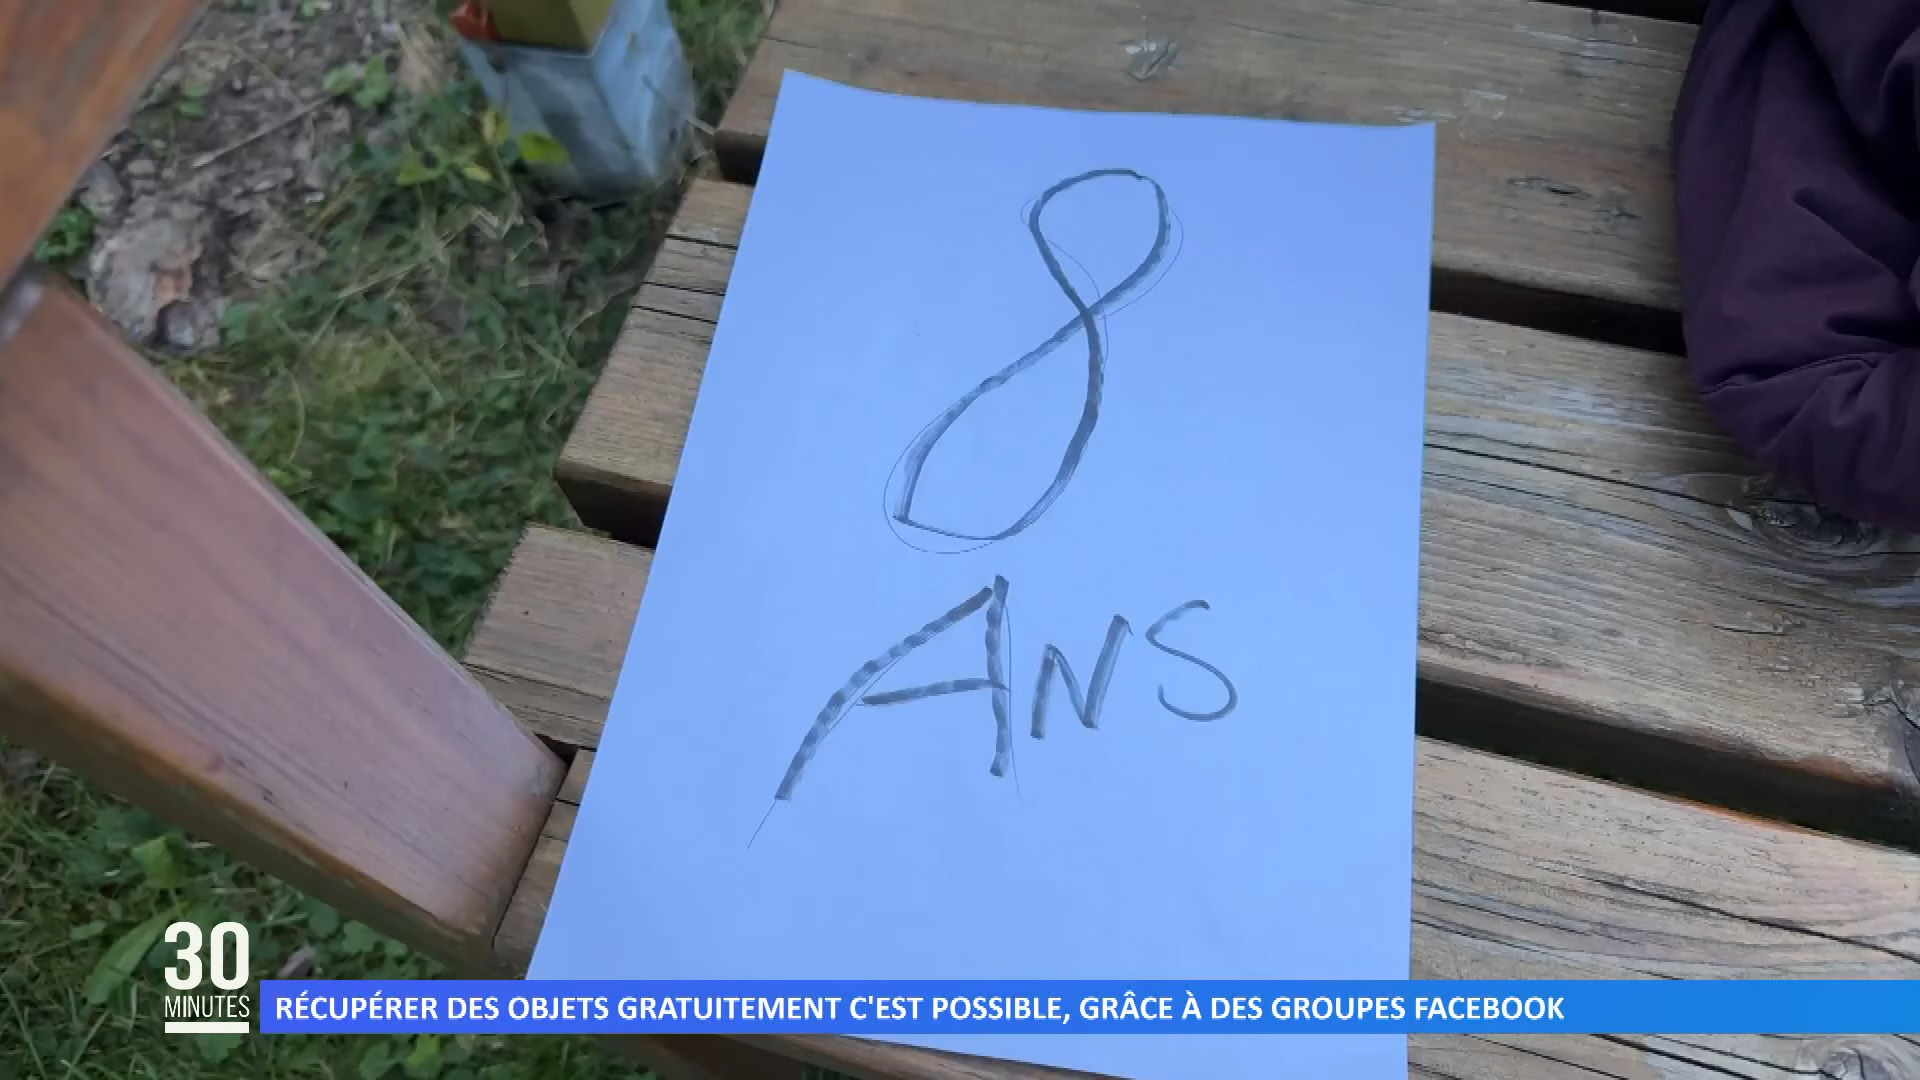 8
ANS
30
MINUTES
RÉCUPÉRER DES OBJETS GRATUITEMENT C'EST POSSIBLE, GRÂCE À DES GROUPES FACEBOOK